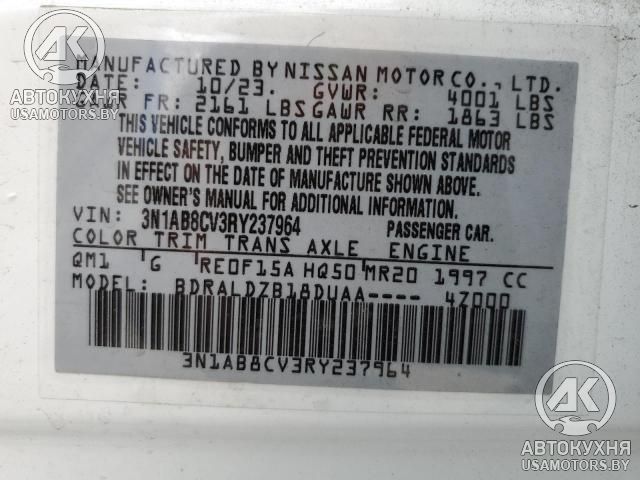 MANUFACTURED BY NISSAN MOTOR CO., LTD.
DATE: 10/23. GVWR: 4001 LBS
GAWR FR: 2161 LBS GAWR RR: 1863 LBS
THIS VEHICLE CONFORMS TO ALL APPLICABLE FEDERAL MOTOR
VEHICLE SAFETY, BUMPER AND THEFT PREVENTION STANDARDS
IN EFFECT ON THE DATE OF MANUFACTURE SHOWN ABOVE.
SEE OWNER'S MANUAL FOR ADDITIONAL INFORMATION.
VIN: 3N1AB8CV3RY237964 PASSENGER CAR.
COLOR TRIM TRANS AXLE ENGINE
QM1 G RE0F15A HQ50 MR20 1997 CC
MODEL: BDRALDZB18DUAA---- 4Z000
3N1AB8CV3RY237964
АК
АВТОКУХНЯ
USAMOTORS.BY
АК
АВТОКУХНЯ
USAMOTORS.BY